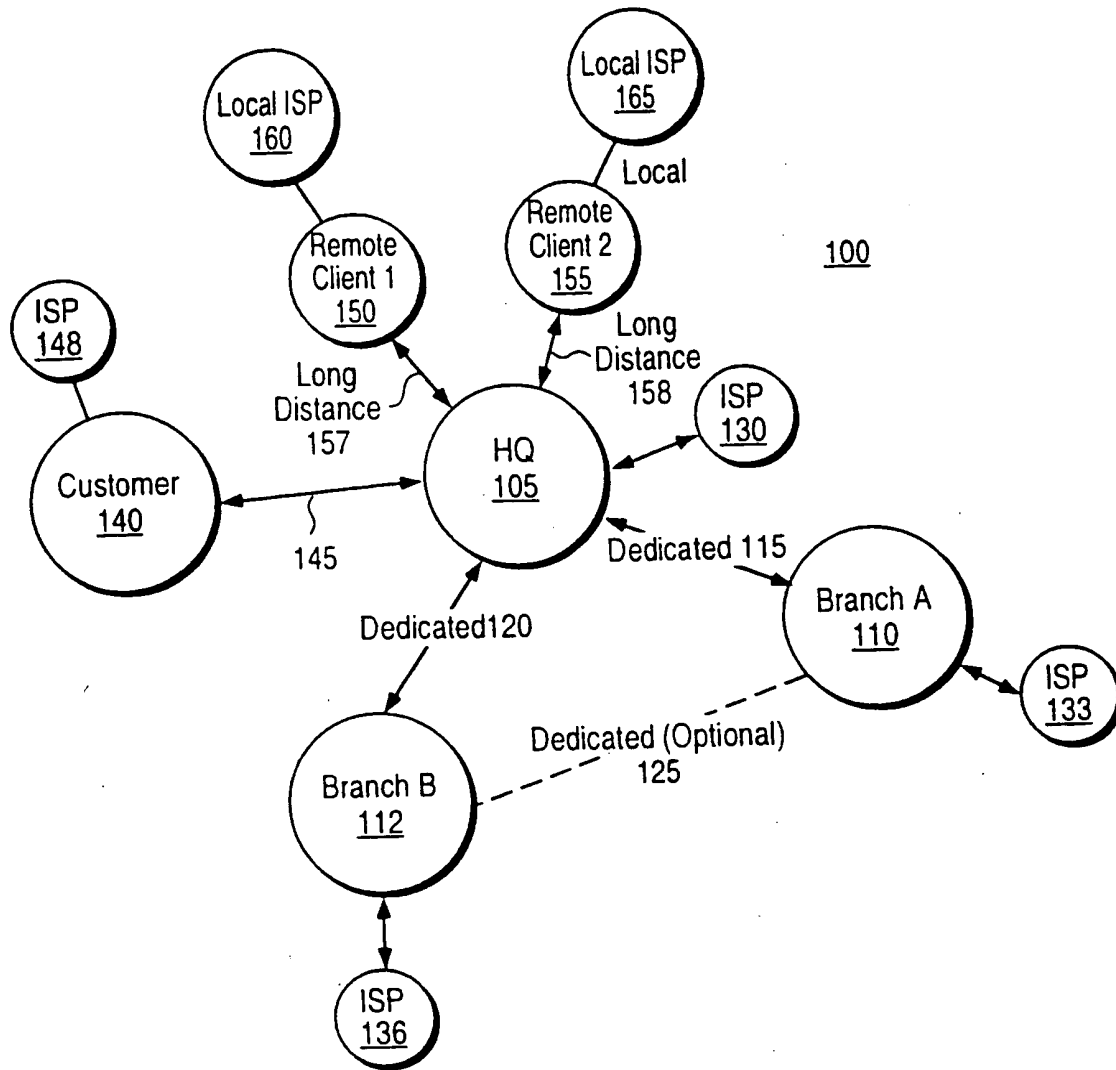 Local ISP
165
Local ISP
160
Local
Remote
Client 2
155
100
Remote
Client 1
150
ISP
148
Long
Distance
158
Long
Distance
157
ISP
130
HQ
105
Customer
140
145
Dedicated 115
Branch A
110
Dedicated120
ISP
133
Dedicated (Optional)
125
Branch B
112
ISP
136